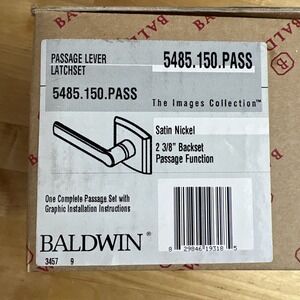 PASSAGE LEVER
LATCHSET
5485.150.PASS
5485.150.PASS
The Images Collection™
Satin Nickel
2 3/8" Backset
Passage Function
One Complete Passage Set with
Graphic Installation Instructions
BALDWIN®
3457 9
8 29846 19318 5